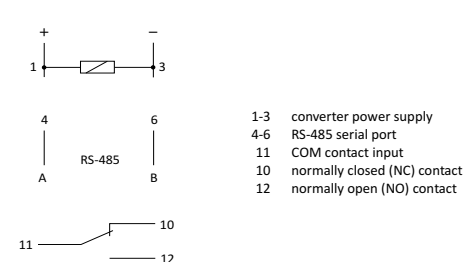 + −
1 3
4 6
RS-485
A B
10
11
12
1-3 converter power supply
4-6 RS-485 serial port
11 COM contact input
10 normally closed (NC) contact
12 normally open (NO) contact